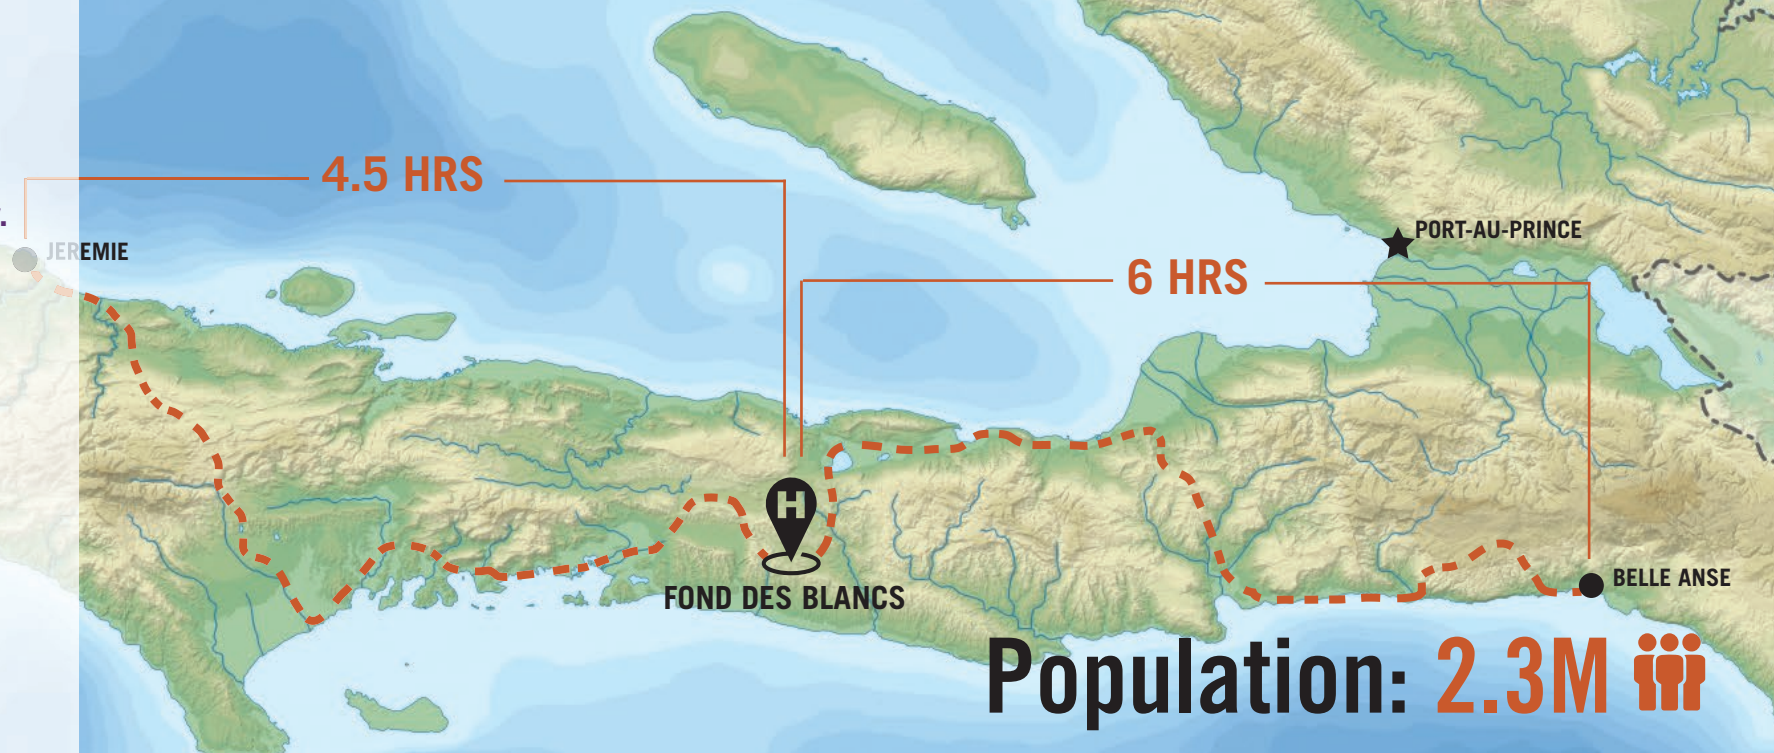 4.5 HRS
JEREMIE
PORT-AU-PRINCE
6 HRS
H
FOND DES BLANCS
BELLE ANSE
Population: 2.3M